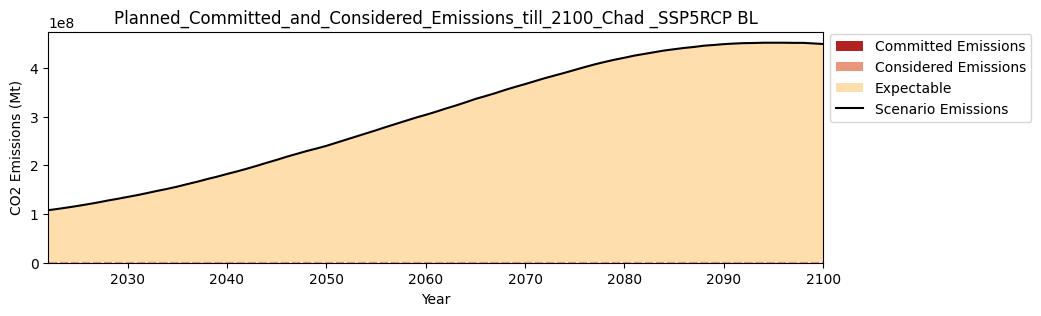 Planned_Committed_and_Considered_Emissions_till_2100_Chad _SSP5RCP BL
1e8
Committed Emissions
Considered Emissions
Expectable
Scenario Emissions
4
3
2
1
0
CO2 Emissions (Mt)
2030 2040 2050 2060 2070 2080 2090 2100
Year